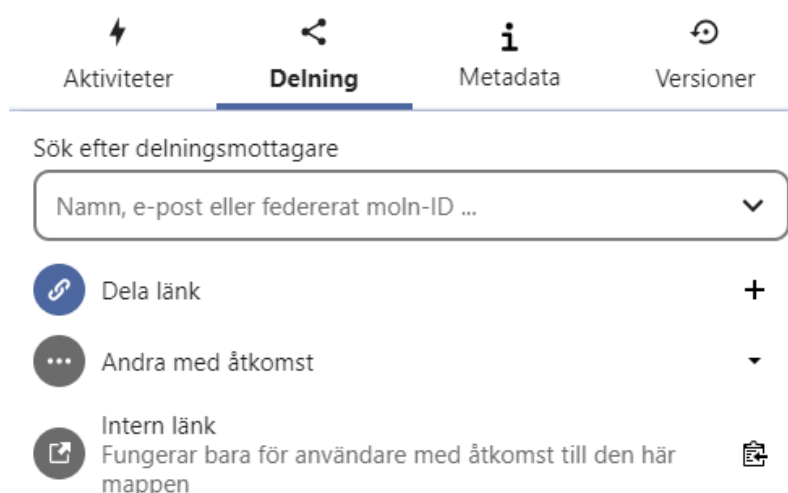 Aktiviteter Delning Metadata Versioner
Sök efter delningsmottagare
Namn, e-post eller federerat moln-ID ...
Dela länk
Andra med åtkomst
Intern länk
Fungerar bara för användare med åtkomst till den här
mappen